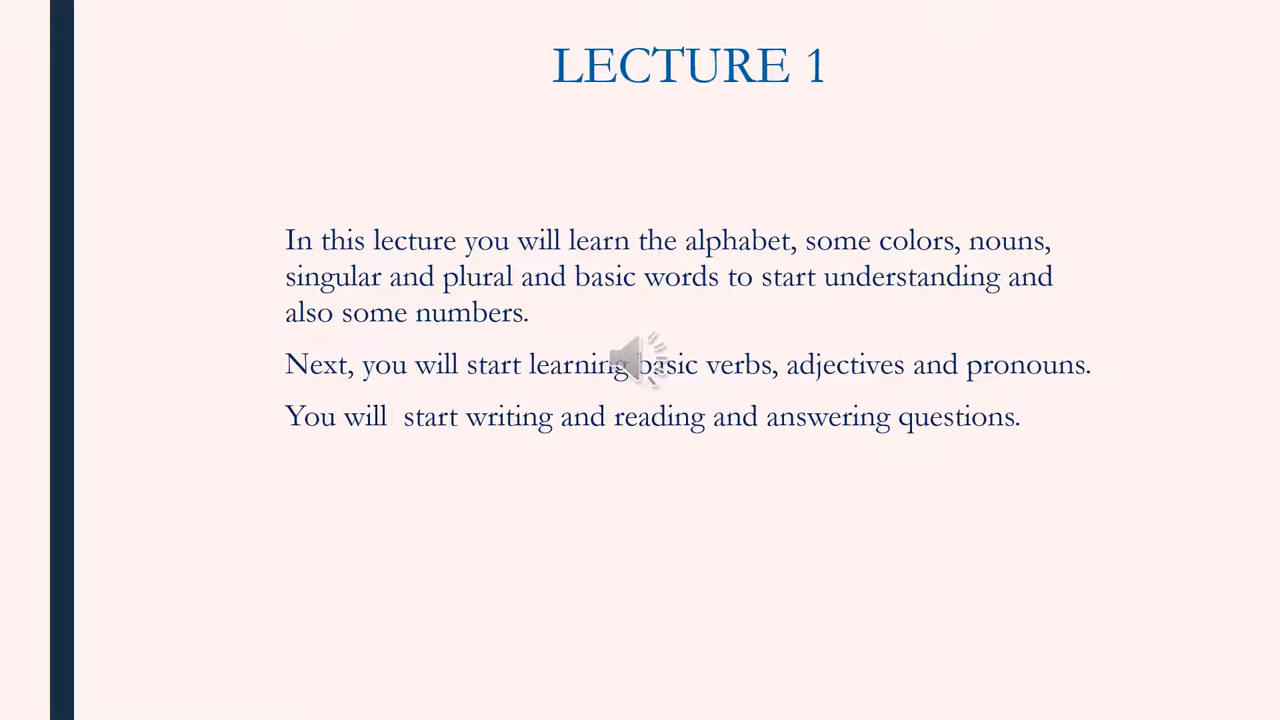 LECTURE 1
In this lecture you will learn the alphabet, some colors, nouns,
singular and plural and basic words to start understanding and
also some numbers.
Next, you will start learning basic verbs, adjectives and pronouns.
You will start writing and reading and answering questions.